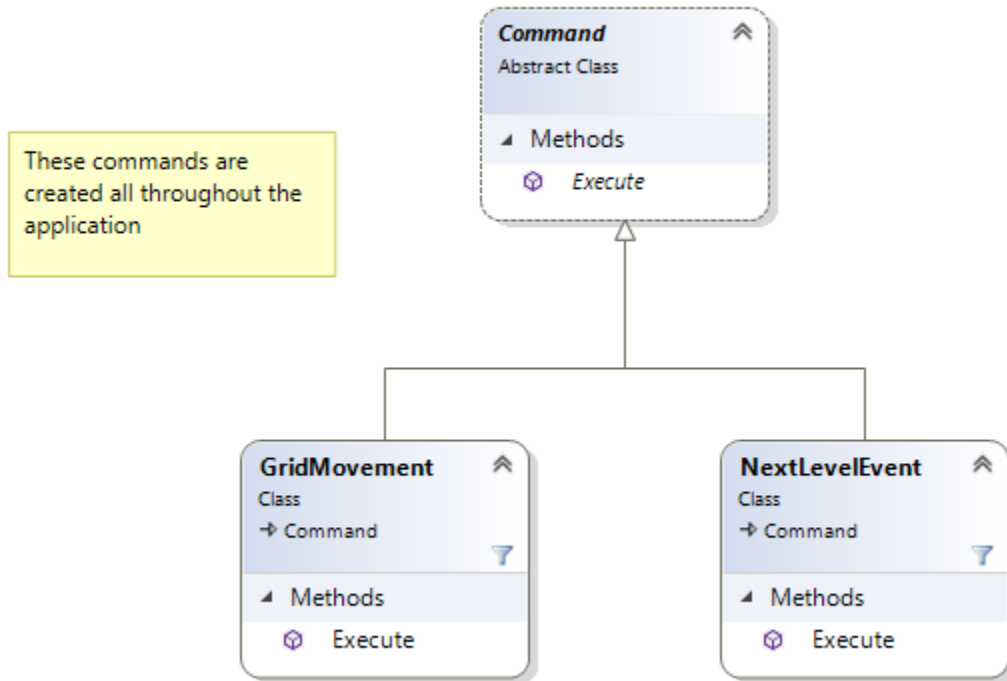 Command
Abstract Class
Methods
Execute
These commands are
created all throughout the
application
GridMovement
Class
Command
Methods
Execute
NextLevelEvent
Class
Command
Methods
Execute